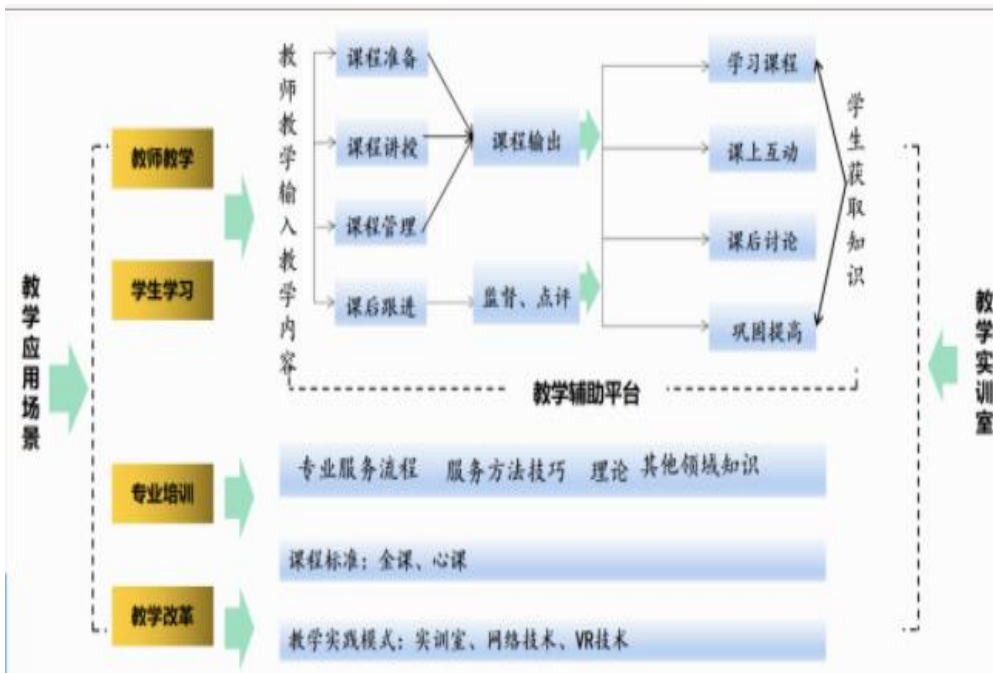 教学应用场景
教师教学
学生学习
专业培训
教学改革
教师教学输入教学内容
课程准备
课程讲授
课程管理
课后跟进
课程输出
监督、点评
学习课程
课上互动
课后讨论
巩固提高
学生获取知识
教学辅助平台
专业服务流程 服务方法技巧 理论 其他领域知识
课程标准：金课、心课
教学实践模式：实训室、网络技术、VR技术
教学实训室